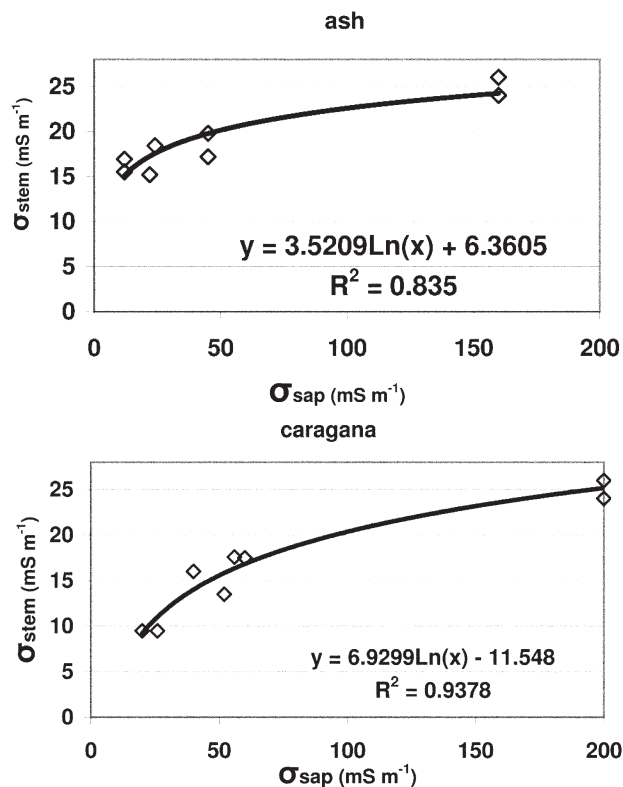 ash
σstem (mS m⁻¹)
25
20
15
10
5
0
y = 3.5209Ln(x) + 6.3605
R² = 0.835
0 50 100 150 200
σsap (mS m⁻¹)
caragana
σstem (mS m⁻¹)
25
20
15
10
5
0
y = 6.9299Ln(x) - 11.548
R² = 0.9378
0 50 100 150 200
σsap (mS m⁻¹)